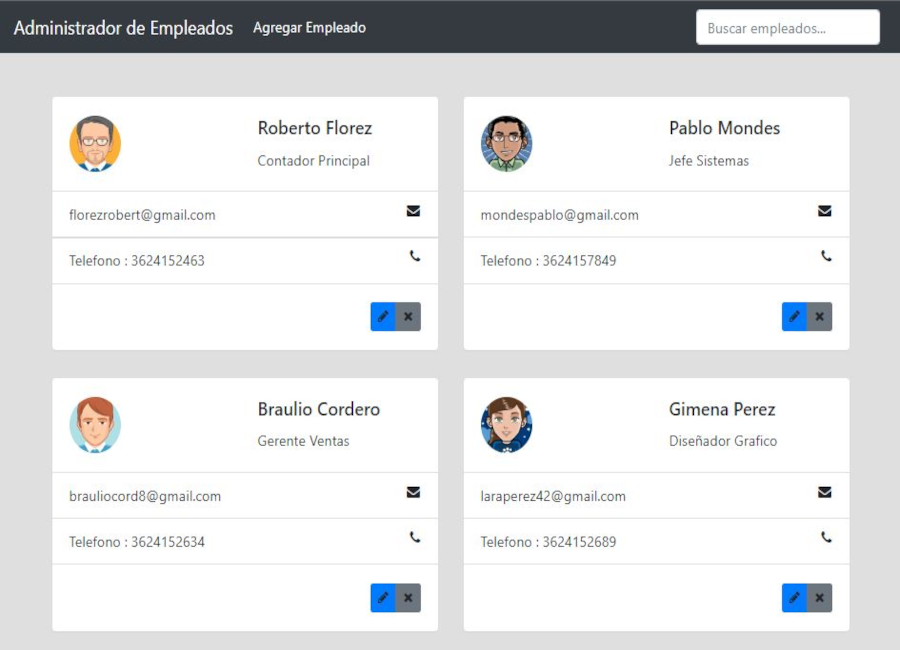 Administrador de Empleados Agregar Empleado Buscar empleados...
Roberto Florez
Contador Principal
florezrobert@gmail.com
Telefono : 3624152463
Pablo Mondes
Jefe Sistemas
mondespablo@gmail.com
Telefono : 3624157849
Braulio Cordero
Gerente Ventas
brauliocord8@gmail.com
Telefono : 3624152634
Gimena Perez
Diseñador Grafico
laraperez42@gmail.com
Telefono : 3624152689